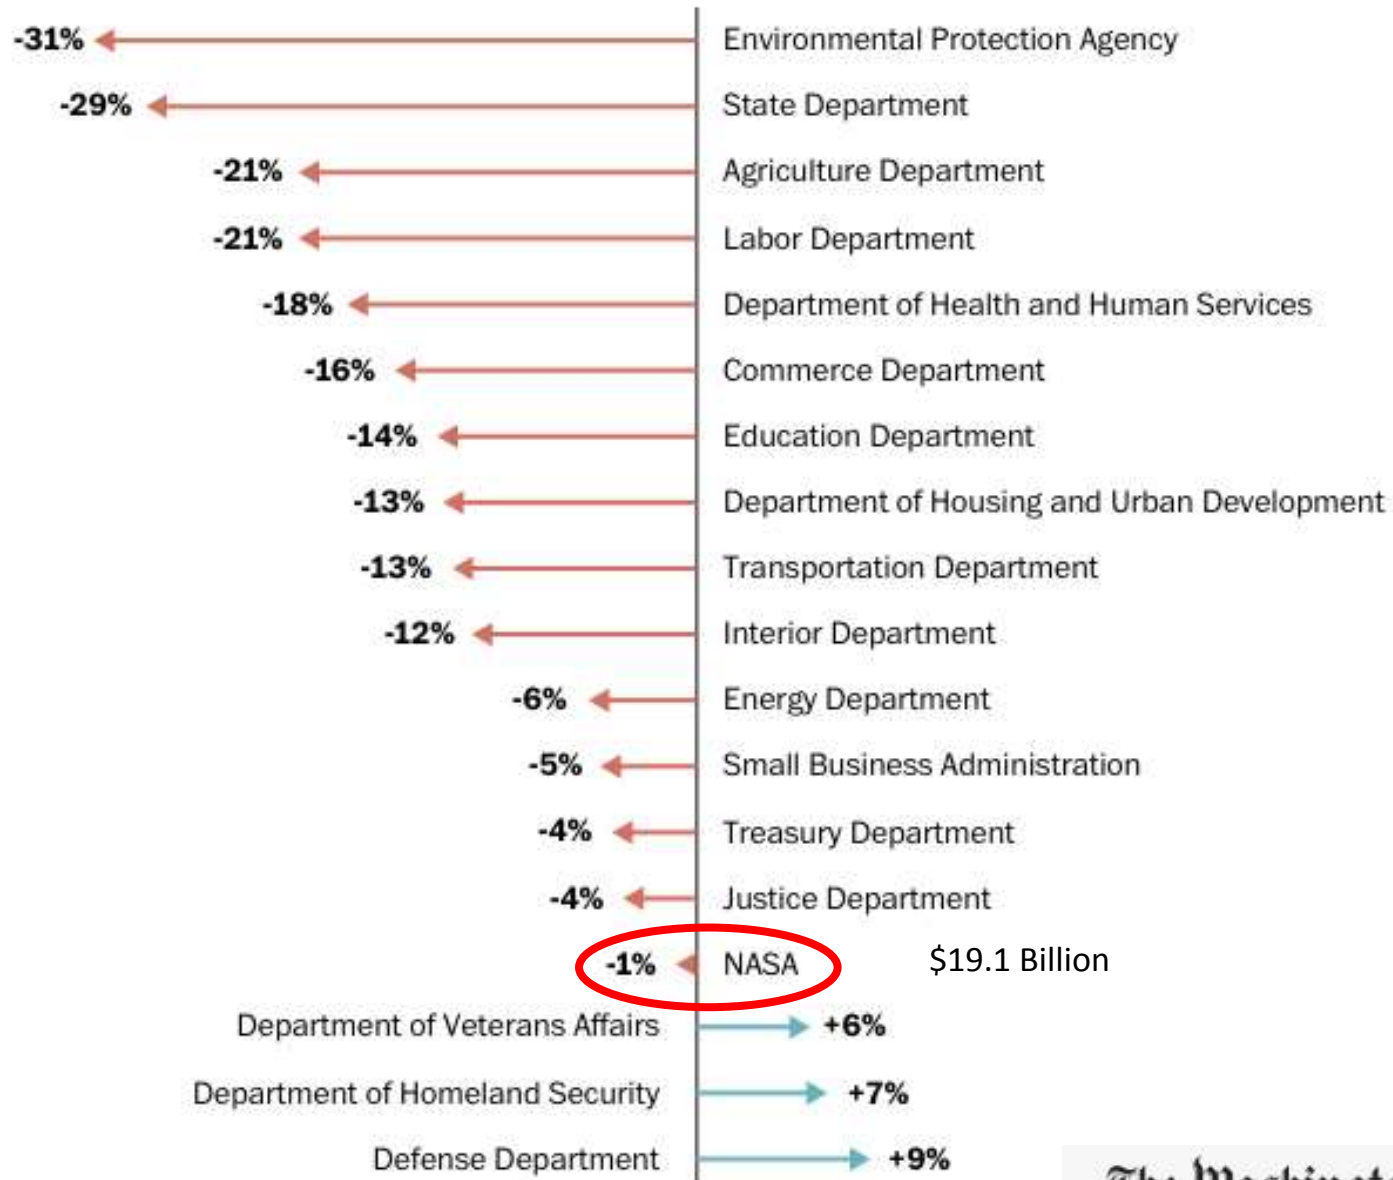 -31% Environmental Protection Agency
-29% State Department
-21% Agriculture Department
-21% Labor Department
-18% Department of Health and Human Services
-16% Commerce Department
-14% Education Department
-13% Department of Housing and Urban Development
-13% Transportation Department
-12% Interior Department
-6% Energy Department
-5% Small Business Administration
-4% Treasury Department
-4% Justice Department
-1% NASA $19.1 Billion
Department of Veterans Affairs +6%
Department of Homeland Security +7%
Defense Department +9%
The